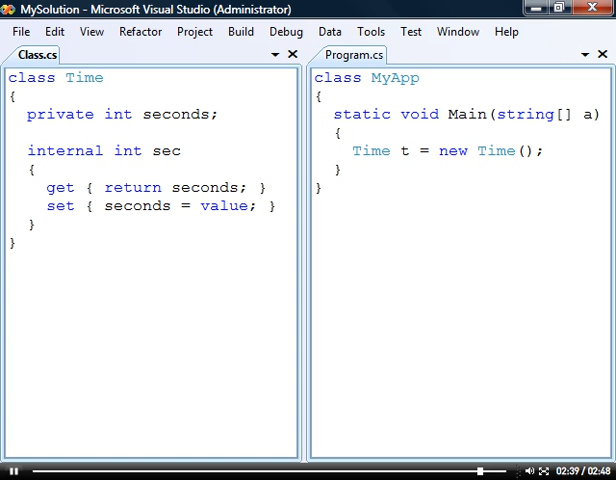 MySolution - Microsoft Visual Studio (Administrator)
File Edit View Refactor Project Build Debug Data Tools Test Window Help
Class.cs
class Time
{
  private int seconds;

  internal int sec
  {
    get { return seconds; }
    set { seconds = value; }
  }
}
Program.cs
class MyApp
{
  static void Main(string[] a)
  {
    Time t = new Time();
  }
}
02:39 / 02:48